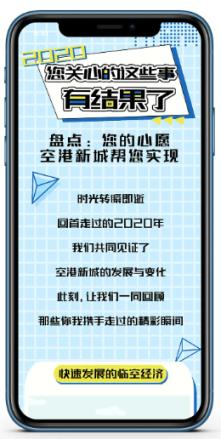 2020
您关心的这些事
有结果了
盘点：您的心愿
空港新城帮您实现
时光转瞬即逝
回首走过的2020年
我们共同见证了
空港新城的发展与变化
此刻，让我们一同回顾
那些你我携手走过的精彩瞬间
快速发展的临空经济